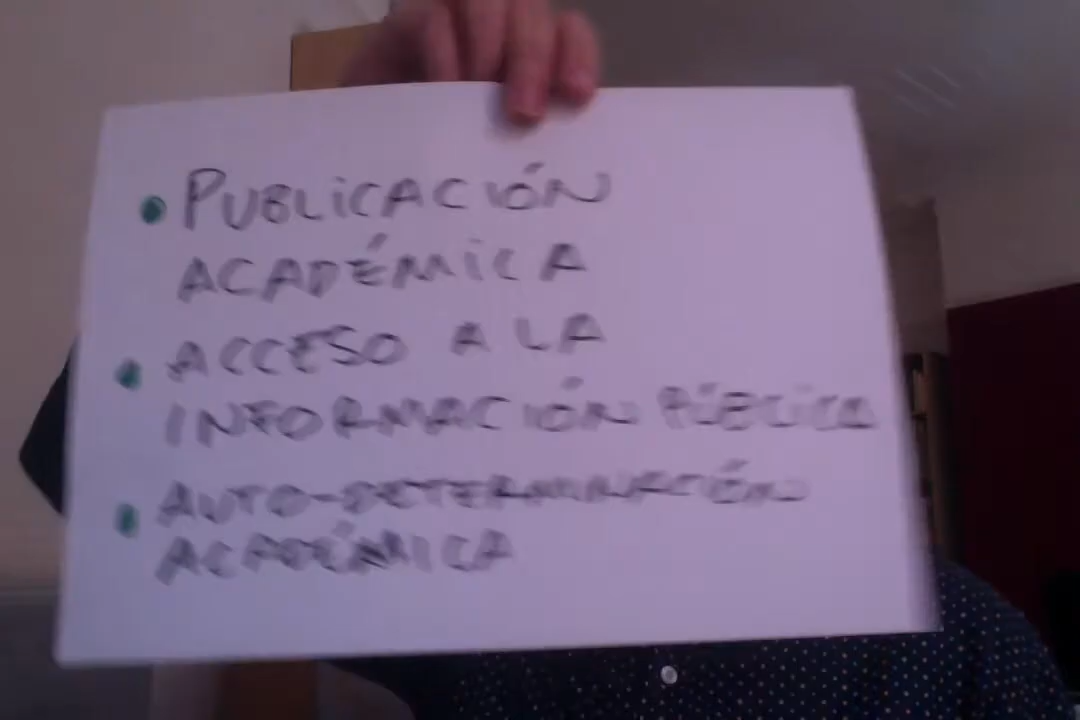 PUBLICACIÓN
ACADÉMICA
ACCESO A LA
INFORMACIÓN PÚBLICA
AUTO-DETERMINACIÓN
ACADÉMICA